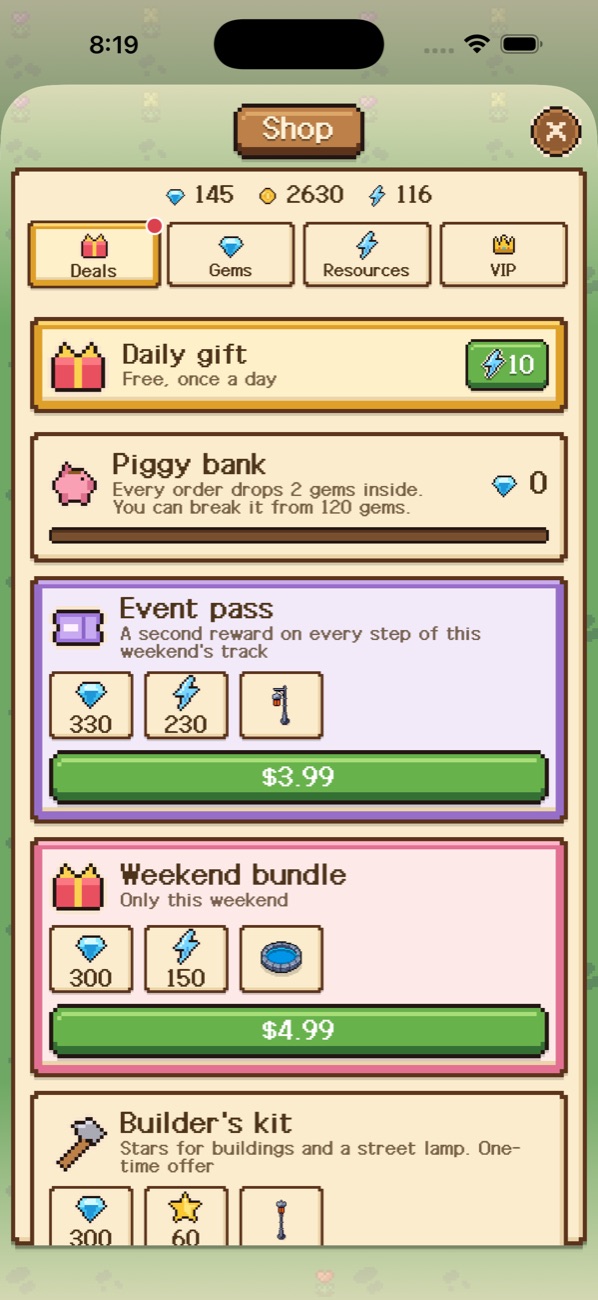 8:19
Shop
145 2630 116
Deals Gems Resources VIP
Daily gift
Free, once a day
10
Piggy bank
Every order drops 2 gems inside.
You can break it from 120 gems.
0
Event pass
A second reward on every step of this
weekend's track
330 230
$3.99
Weekend bundle
Only this weekend
300 150
$4.99
Builder's kit
Stars for buildings and a street lamp. One-
time offer
300 60